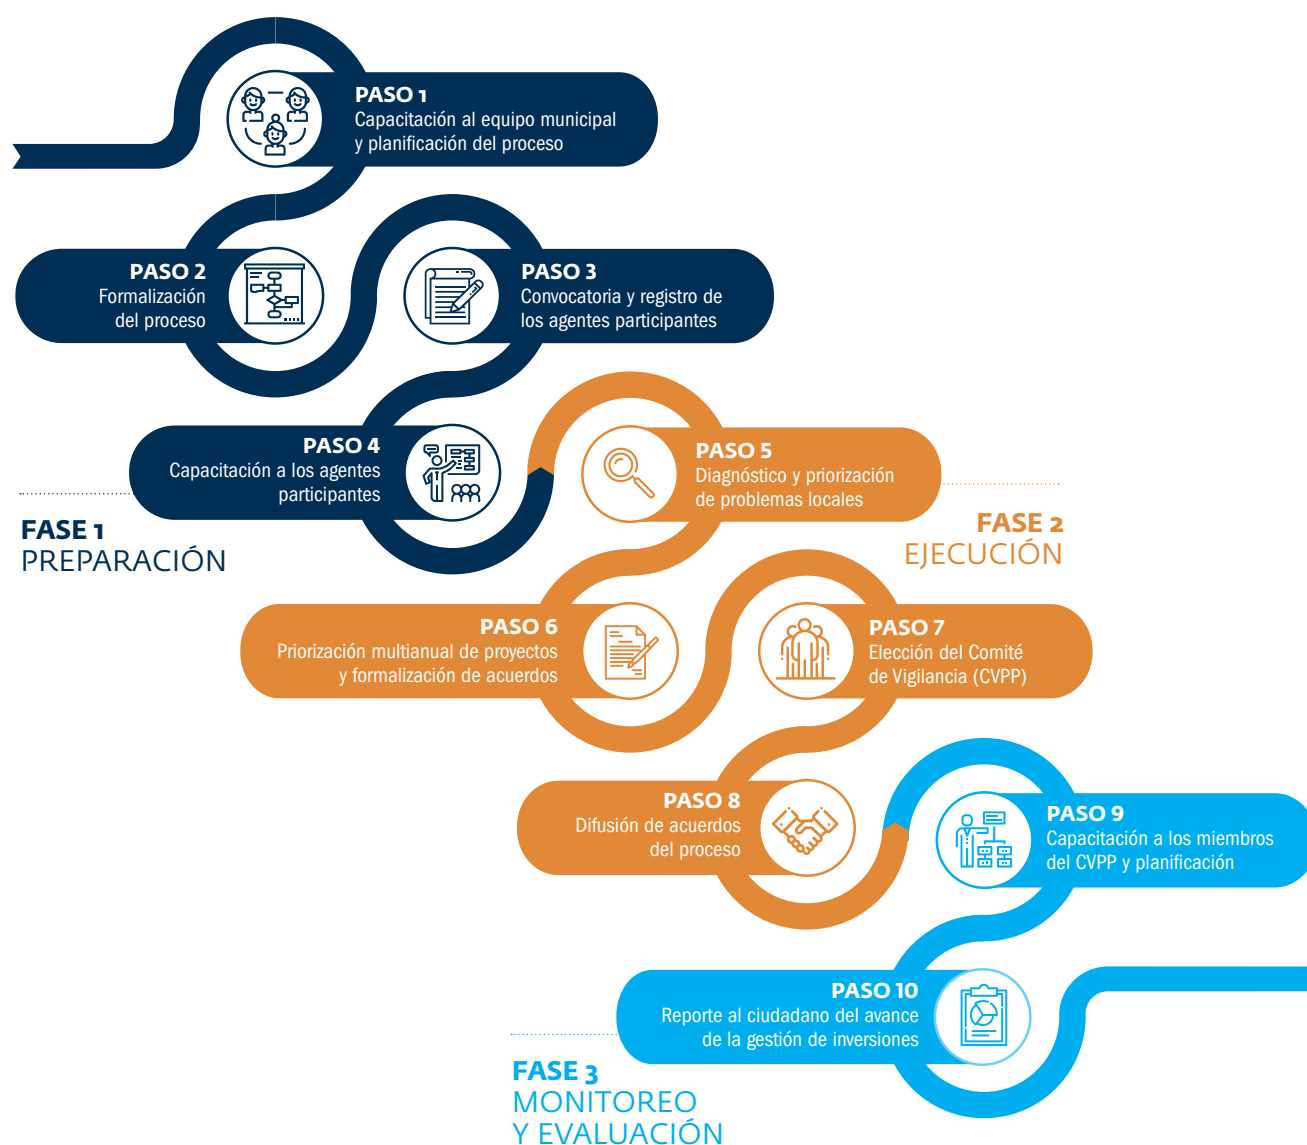 PASO 1
Capacitación al equipo municipal
y planificación del proceso
PASO 2
Formalización
del proceso
PASO 3
Convocatoria y registro de
los agentes participantes
PASO 4
Capacitación a los agentes
participantes
FASE 1
PREPARACIÓN
PASO 5
Diagnóstico y priorización
de problemas locales
FASE 2
EJECUCIÓN
PASO 6
Priorización multianual de proyectos
y formalización de acuerdos
PASO 7
Elección del Comité
de Vigilancia (CVPP)
PASO 8
Difusión de acuerdos
del proceso
PASO 9
Capacitación a los miembros
del CVPP y planificación
PASO 10
Reporte al ciudadano del avance
de la gestión de inversiones
FASE 3
MONITOREO
Y EVALUACIÓN